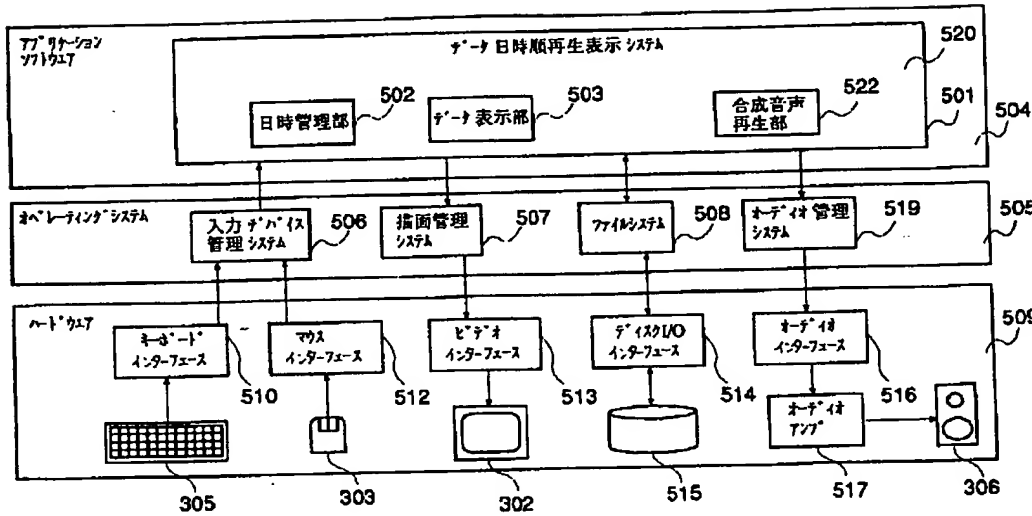 アプリケーション
ソフトウエア
データ日時順再生表示システム
520
502
503
522
501
504
日時管理部
データ表示部
合成音声
再生部
オペレーティングシステム
入力デバイス
管理システム
506
描画管理
システム
507
ファイルシステム
508
オーディオ管理
システム
519
505
ハードウエア
キーボード
インターフェース
510
マウス
インターフェース
512
ビデオ
インターフェース
513
ディスクI/O
インターフェース
514
オーディオ
インターフェース
516
509
オーディオ
アンプ
305
303
302
515
517
306